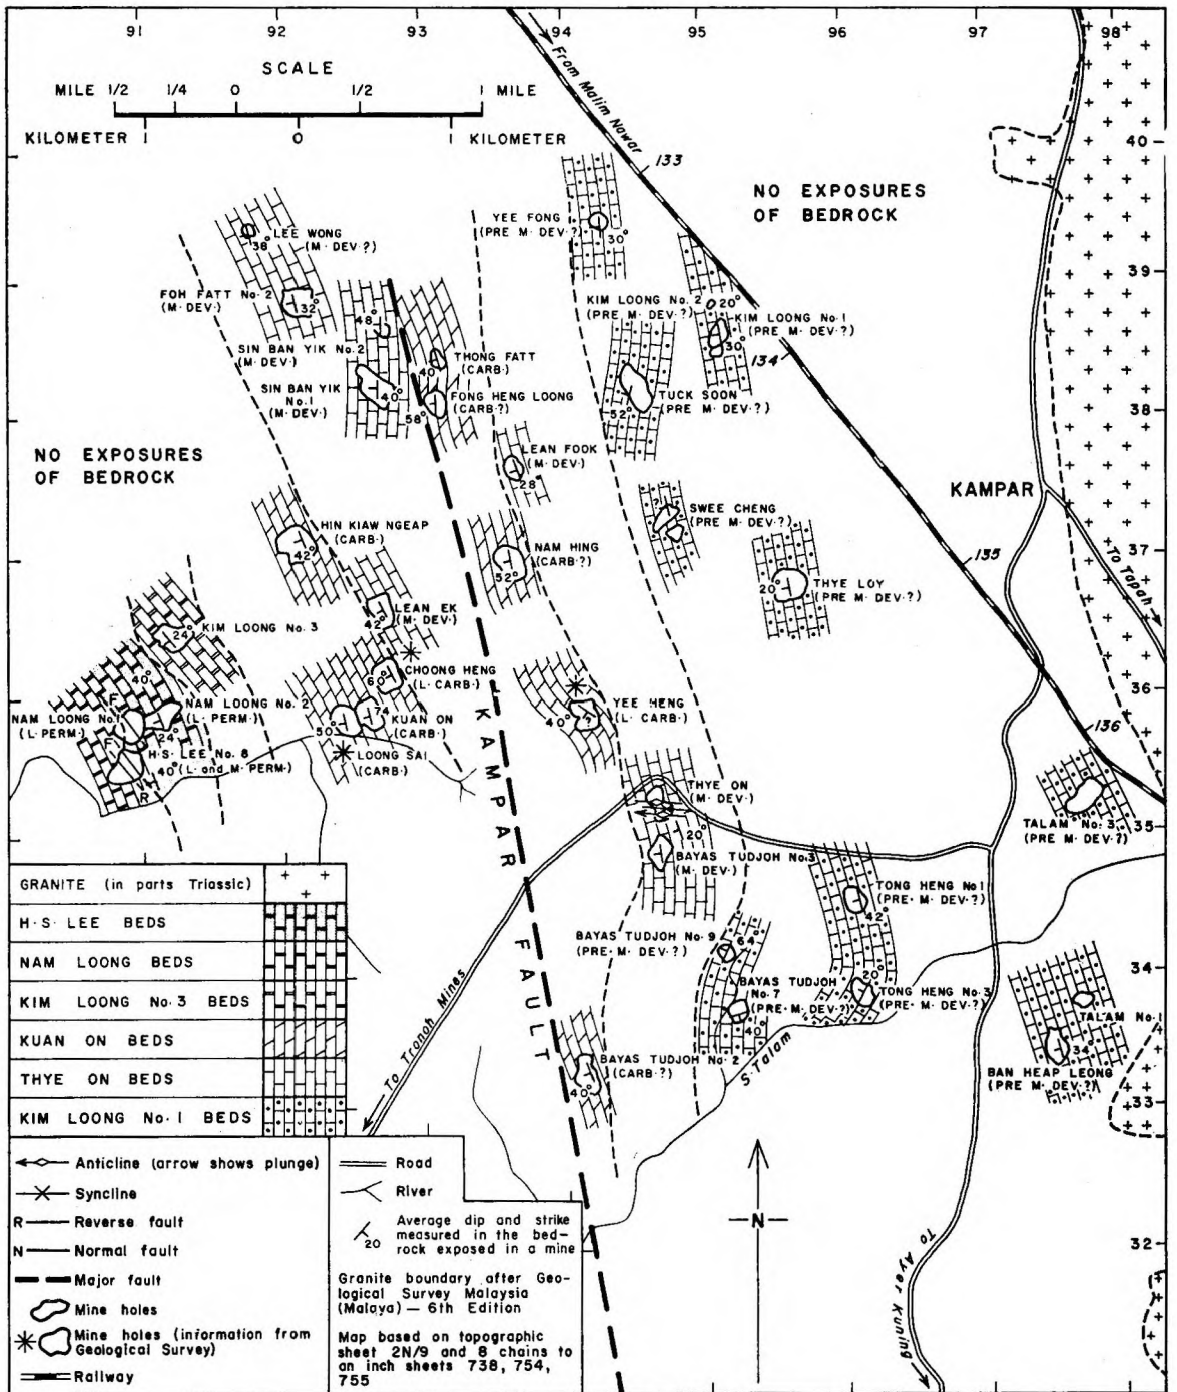 91 92 93 94 95 96 97 98
SCALE
MILE 1/2 1/4 0 1/2 1 MILE
KILOMETER 1 0 1 KILOMETER
From Malim Nawar
133
40
NO EXPOSURES
OF BEDROCK
YEE FONG
(PRE M. DEV.?)
30°
LEE WONG
(M. DEV.?)
38°
39
FOH FATT No. 2
(M. DEV.)
32°
48°
KIM LOONG No. 2
(PRE M. DEV.?)
20°
KIM LOONG No. 1
(PRE M. DEV.?)
30°
134
SIN BAN YIK No. 2
(M. DEV.)
THONG FATT
(CARB.)
40°
SIN BAN YIK
No. 1
(M. DEV.)
40°
FONG HENG LOONG
(CARB.?)
58°
TUCK SOON
(PRE M. DEV.?)
52°
38
NO EXPOSURES
OF BEDROCK
LEAN FOOK
(M. DEV.)
28°
KAMPAR
?
SWEE CHENG
(PRE M. DEV.?)
HIN KIAW NGEAP
(CARB.)
42°
NAM HING
(CARB.?)
52°
135
37
To Tapah
THYE LOY
(PRE M. DEV.?)
20°
LEAN EK
(M. DEV.)
42°
KIM LOONG No. 3
24°
CHOONG HENG
(L. CARB.)
60°
36
40°
F
NAM LOONG No. 2
(L. PERM.)
24°
NAM LOONG No. 1
(L. PERM.)
F
KUAN ON
(CARB.)
74
50°
YEE HENG
(L. CARB.)
40°
?
136
H.S. LEE No. 8
(L. and M. PERM.)
40°
R
LOONG SAI
(CARB.)
KAMPAR FAULT
THYE ON
(M. DEV.)
20°
TALAM No. 3
(PRE M. DEV.?)
35
BAYAS TUDJOH No. 3
(M. DEV.)
TONG HENG No. 1
(PRE. M. DEV.?)
42°
BAYAS TUDJOH No. 9
(PRE. M. DEV.?)
64°
34
BAYAS TUDJOH
No. 7
(PRE. M. DEV.?)
40°
20°
TONG HENG No. 3
(PRE. M. DEV.?)
To Tronoh Mines
S. Talam
TALAM No. 1
BAYAS TUDJOH No. 2
(CARB.?)
40°
34°
BAN HEAP LEONG
(PRE M. DEV.?)
33
GRANITE (in parts Triassic)
H.S. LEE BEDS
NAM LOONG BEDS
KIM LOONG No. 3 BEDS
KUAN ON BEDS
THYE ON BEDS
KIM LOONG No. 1 BEDS
Anticline (arrow shows plunge)
Syncline
R Reverse fault
N Normal fault
Major fault
Mine holes
Mine holes (information from
Geological Survey)
Railway
Road
River
20
Average dip and strike
measured in the bed-
rock exposed in a mine
Granite boundary after Geo-
logical Survey Malaysia
(Malaya) — 6th Edition
Map based on topographic
sheet 2N/9 and 8 chains to
an inch sheets 738, 754,
755
N
32
To Ayer Kuning